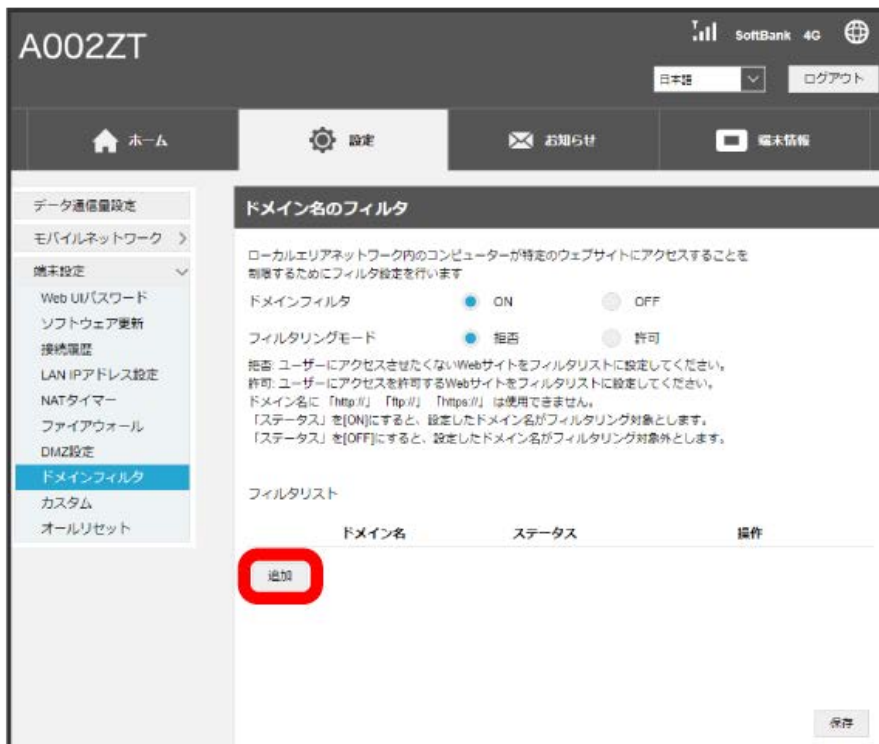 A002ZT
SoftBank 4G
日本語
ログアウト
ホーム
設定
お知らせ
端末情報
データ通信量設定
モバイルネットワーク
端末設定
Web UIパスワード
ソフトウェア更新
接続履歴
LAN IPアドレス設定
NATタイマー
ファイアウォール
DMZ設定
ドメインフィルタ
カスタム
オールリセット
ドメイン名のフィルタ
ローカルエリアネットワーク内のコンピューターが特定のウェブサイトにアクセスすることを
制限するためにフィルタ設定を行います
ドメインフィルタ ON OFF
フィルタリングモード 拒否 許可
拒否: ユーザーにアクセスさせたくないWebサイトをフィルタリストに設定してください。
許可: ユーザーにアクセスを許可するWebサイトをフィルタリストに設定してください。
ドメイン名に「http://」「ftp://」「https://」は使用できません。
「ステータス」を[ON]にすると、設定したドメイン名がフィルタリング対象とします。
「ステータス」を[OFF]にすると、設定したドメイン名がフィルタリング対象外とします。
フィルタリスト
ドメイン名 ステータス 操作
追加
保存